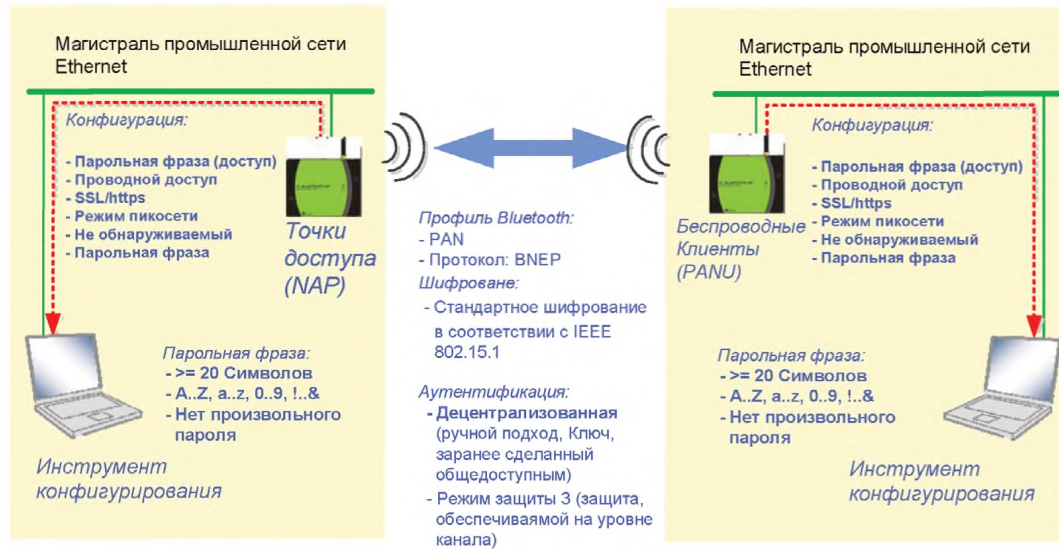 Магистраль промышленной сети
Ethernet
Конфигурация:
- Парольная фраза (доступ)
- Проводной доступ
- SSL/https
- Режим пикосети
- Не обнаруживаемый
- Парольная фраза
Точки
доступа
(NAP)
Парольная фраза:
- >= 20 Символов
- A..Z, a..z, 0..9, !..&
- Нет произвольного
пароля
Инструмент
конфигурирования
Профиль Bluetooth:
- PAN
- Протокол: BNEP
Шифроване:
- Стандартное шифрование
в соответствии с IEEE
802.15.1
Аутентификация:
- Децентрализованная
(ручной подход, Ключ,
заранее сделанный
общедоступным)
- Режим защиты 3 (защита,
обеспечиваемой на уровне
канала)
Магистраль промышленной сети
Ethernet
Конфигурация:
- Парольная фраза (доступ)
- Проводной доступ
- SSL/https
- Режим пикосети
- Не обнаруживаемый
- Парольная фраза
Беспроводные
Клиенты
(PANU)
Парольная фраза:
- >= 20 Символов
- A..Z, a..z, 0..9, !..&
- Нет произвольного
пароля
Инструмент
конфигурирования